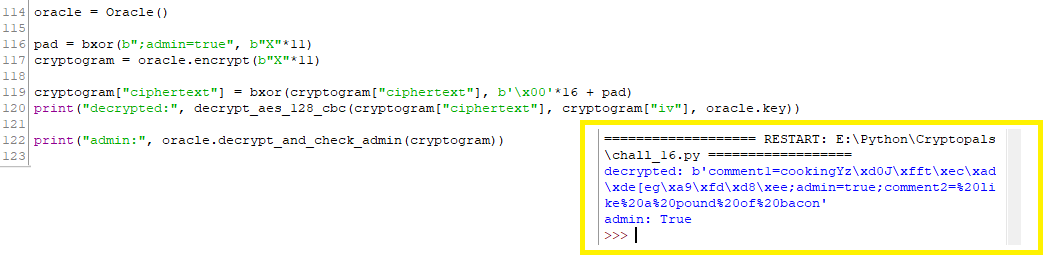 114 oracle = Oracle()
115
116 pad = bxor(b";admin=true", b"X"*11)
117 cryptogram = oracle.encrypt(b"X"*11)
118
119 cryptogram["ciphertext"] = bxor(cryptogram["ciphertext"], b'\x00'*16 + pad)
120 print("decrypted:", decrypt_aes_128_cbc(cryptogram["ciphertext"], cryptogram["iv"], oracle.key))
121
122 print("admin:", oracle.decrypt_and_check_admin(cryptogram))
123
=================== RESTART: E:\Python\Cryptopals
\chall_16.py ==================
decrypted: b'comment1=cookingYz\xd0J\xfft\xec\xad
\xde[eg\xa9\xfd\xd8\xee;admin=true;comment2=%20li
ke%20a%20pound%20of%20bacon'
admin: True
>>>